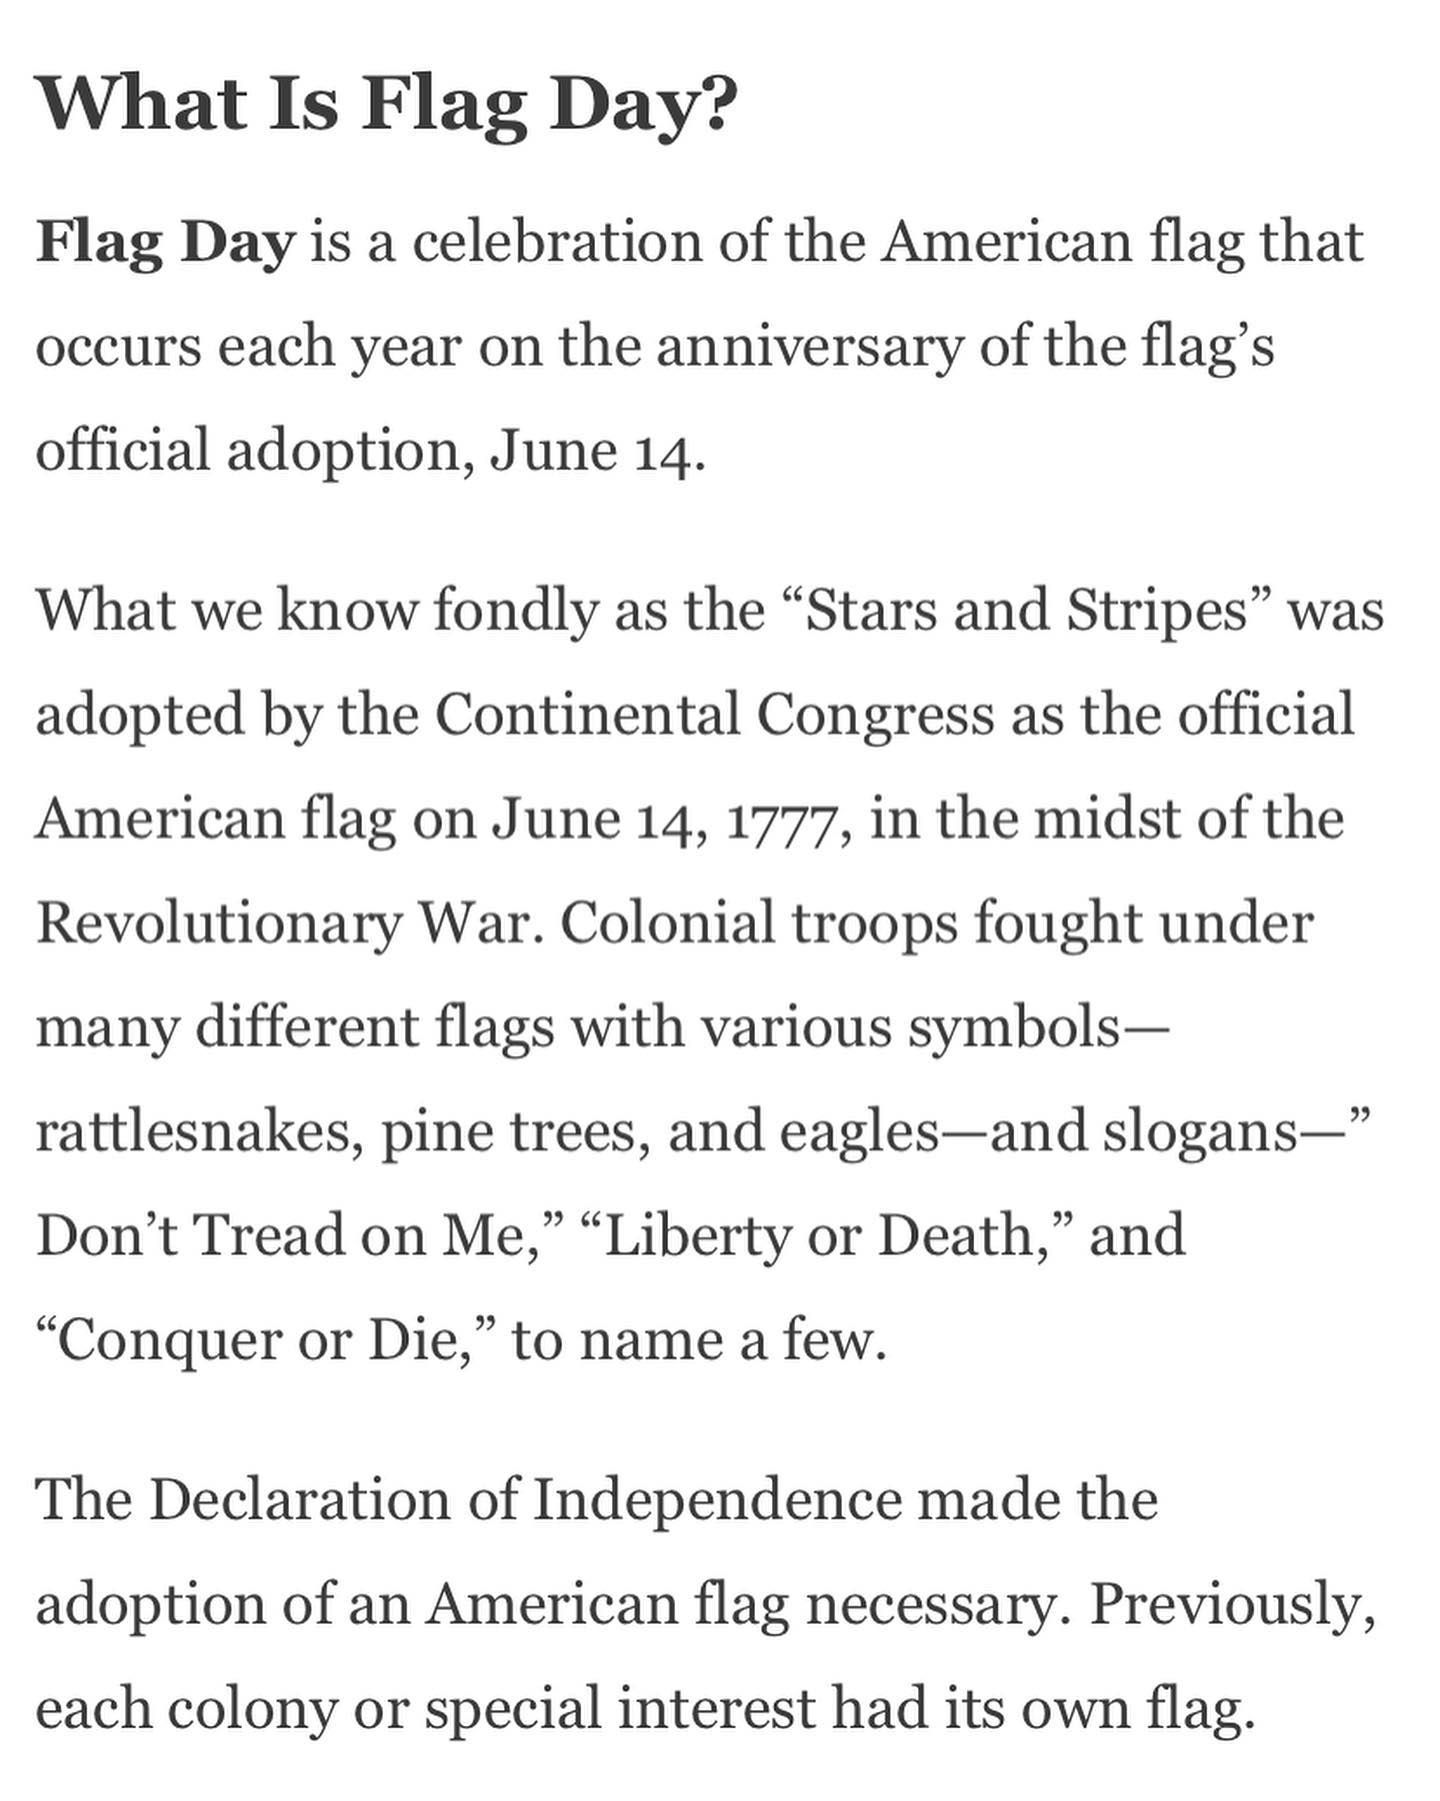 What Is Flag Day?
Flag Day is a celebration of the American flag that
occurs each year on the anniversary of the flag’s
official adoption, June 14.
What we know fondly as the “Stars and Stripes” was
adopted by the Continental Congress as the official
American flag on June 14, 1777, in the midst of the
Revolutionary War. Colonial troops fought under
many different flags with various symbols—
rattlesnakes, pine trees, and eagles—and slogans—”
Don’t Tread on Me,” “Liberty or Death,” and
“Conquer or Die,” to name a few.
The Declaration of Independence made the
adoption of an American flag necessary. Previously,
each colony or special interest had its own flag.